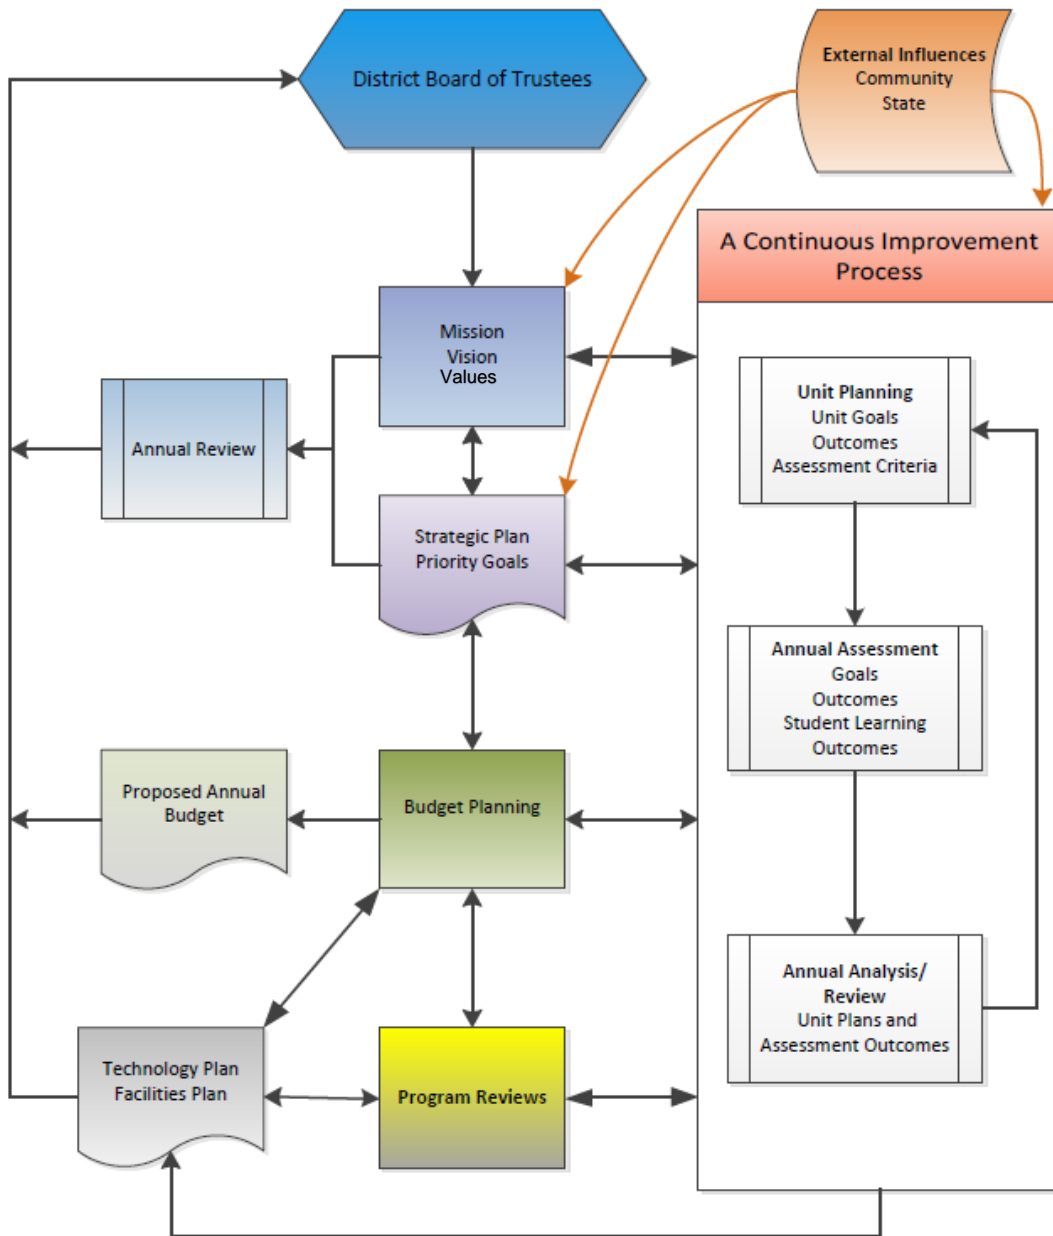 District Board of Trustees
External Influences
Community
State
A Continuous Improvement
Process
Mission
Vision
Values
Unit Planning
Unit Goals
Outcomes
Assessment Criteria
Annual Review
Strategic Plan
Priority Goals
Annual Assessment
Goals
Outcomes
Student Learning
Outcomes
Proposed Annual
Budget
Budget Planning
Annual Analysis/
Review
Unit Plans and
Assessment Outcomes
Technology Plan
Facilities Plan
Program Reviews